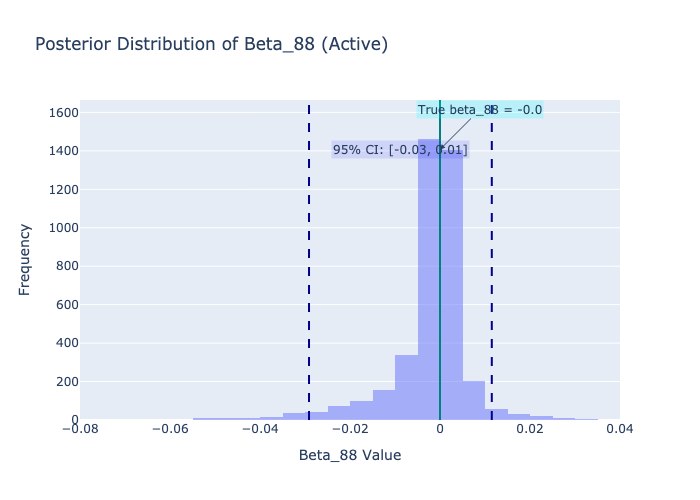 Posterior Distribution of Beta_88 (Active)
True beta_88 = -0.0
95% CI: [-0.03, 0.01]
1600
1400
1200
1000
800
600
400
200
0
Frequency
−0.08 −0.06 −0.04 −0.02 0 0.02 0.04
Beta_88 Value